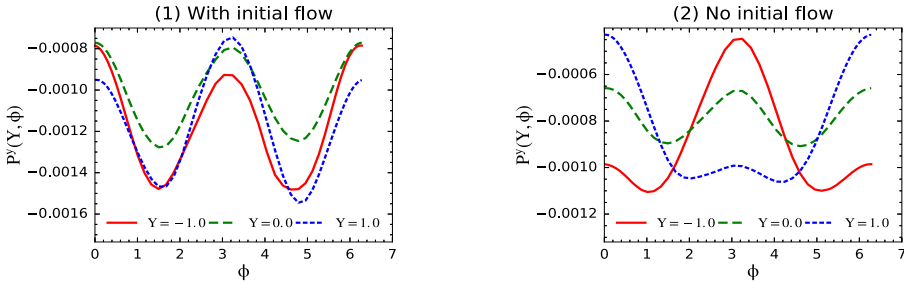 (1) With initial flow
P^y(Y, ϕ)
−0.0008
−0.0010
−0.0012
−0.0014
−0.0016
Y=−1.0 Y=0.0 Y=1.0
0 1 2 3 4 5 6 7
ϕ
(2) No initial flow
P^y(Y, ϕ)
−0.0006
−0.0008
−0.0010
−0.0012
Y=−1.0 Y=0.0 Y=1.0
0 1 2 3 4 5 6 7
ϕ